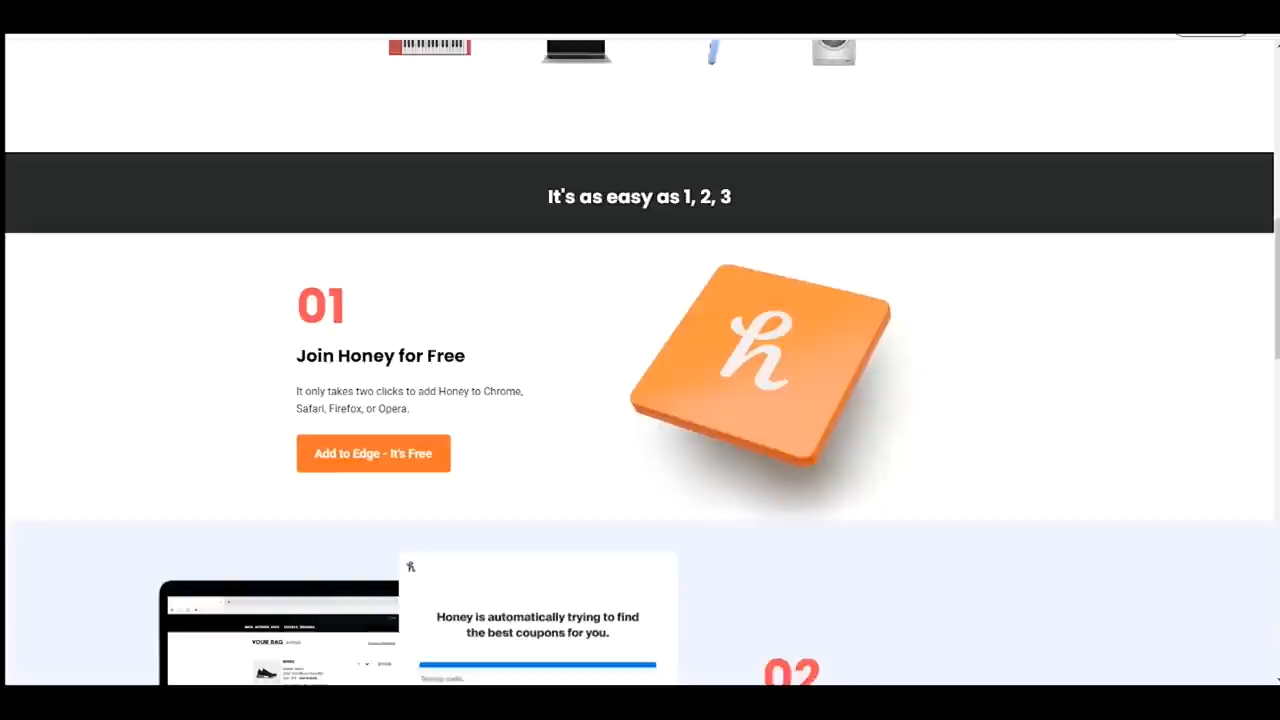 It's as easy as 1, 2, 3
01
Join Honey for Free
It only takes two clicks to add Honey to Chrome,
Safari, Firefox, or Opera.
Add to Edge - It's Free
h
h
Honey is automatically trying to find
the best coupons for you.
YOUR BAG
02